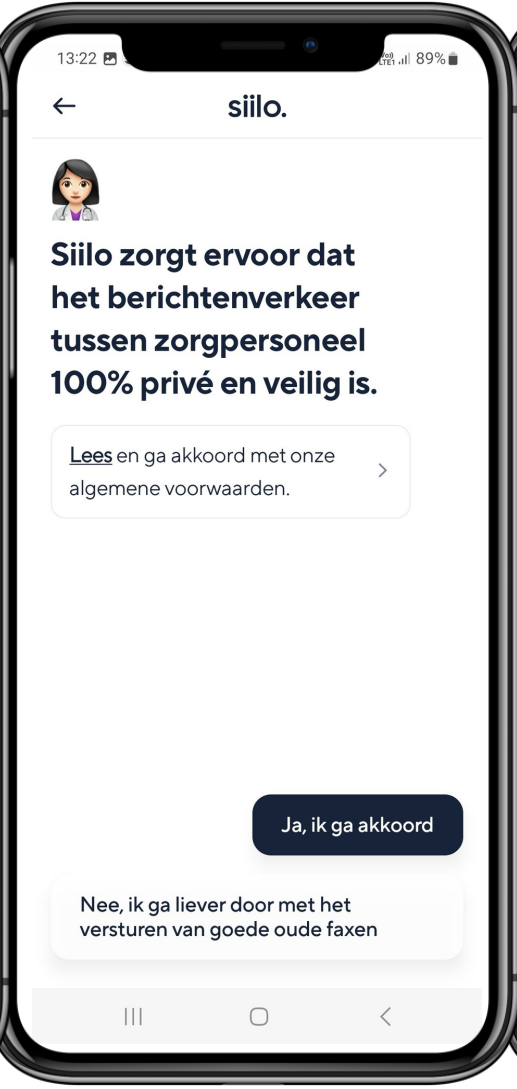 13:22
89%
siilo.
Siilo zorgt ervoor dat
het berichtenverkeer
tussen zorgpersoneel
100% privé en veilig is.
Lees en ga akkoord met onze
algemene voorwaarden.
Ja, ik ga akkoord
Nee, ik ga liever door met het
versturen van goede oude faxen